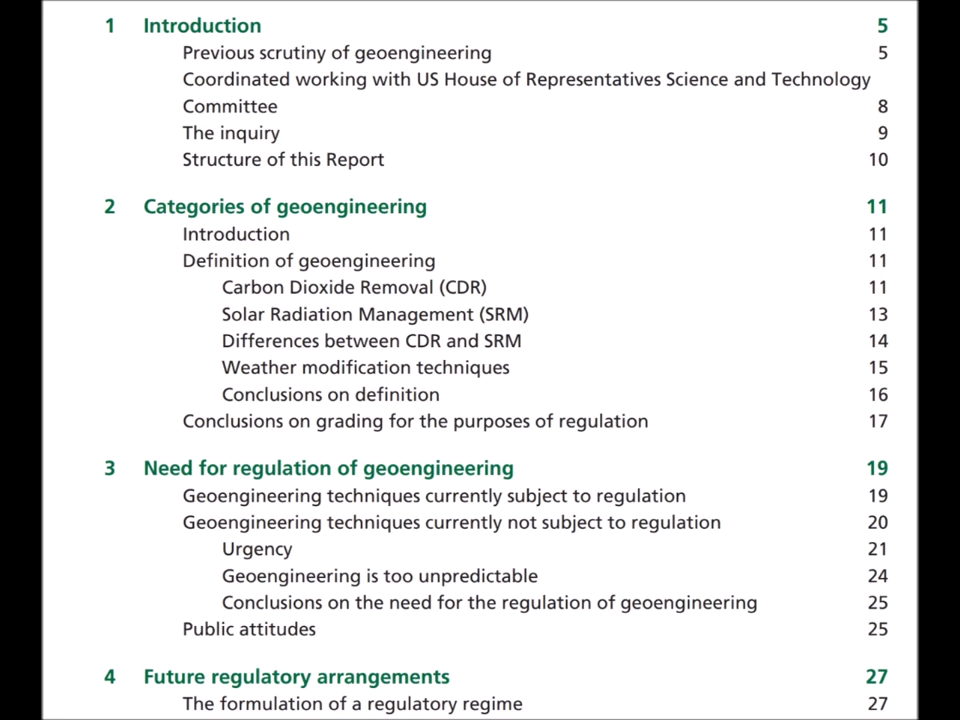 1 Introduction 5
Previous scrutiny of geoengineering 5
Coordinated working with US House of Representatives Science and Technology
Committee 8
The inquiry 9
Structure of this Report 10
2 Categories of geoengineering 11
Introduction 11
Definition of geoengineering 11
Carbon Dioxide Removal (CDR) 11
Solar Radiation Management (SRM) 13
Differences between CDR and SRM 14
Weather modification techniques 15
Conclusions on definition 16
Conclusions on grading for the purposes of regulation 17
3 Need for regulation of geoengineering 19
Geoengineering techniques currently subject to regulation 19
Geoengineering techniques currently not subject to regulation 20
Urgency 21
Geoengineering is too unpredictable 24
Conclusions on the need for the regulation of geoengineering 25
Public attitudes 25
4 Future regulatory arrangements 27
The formulation of a regulatory regime 27